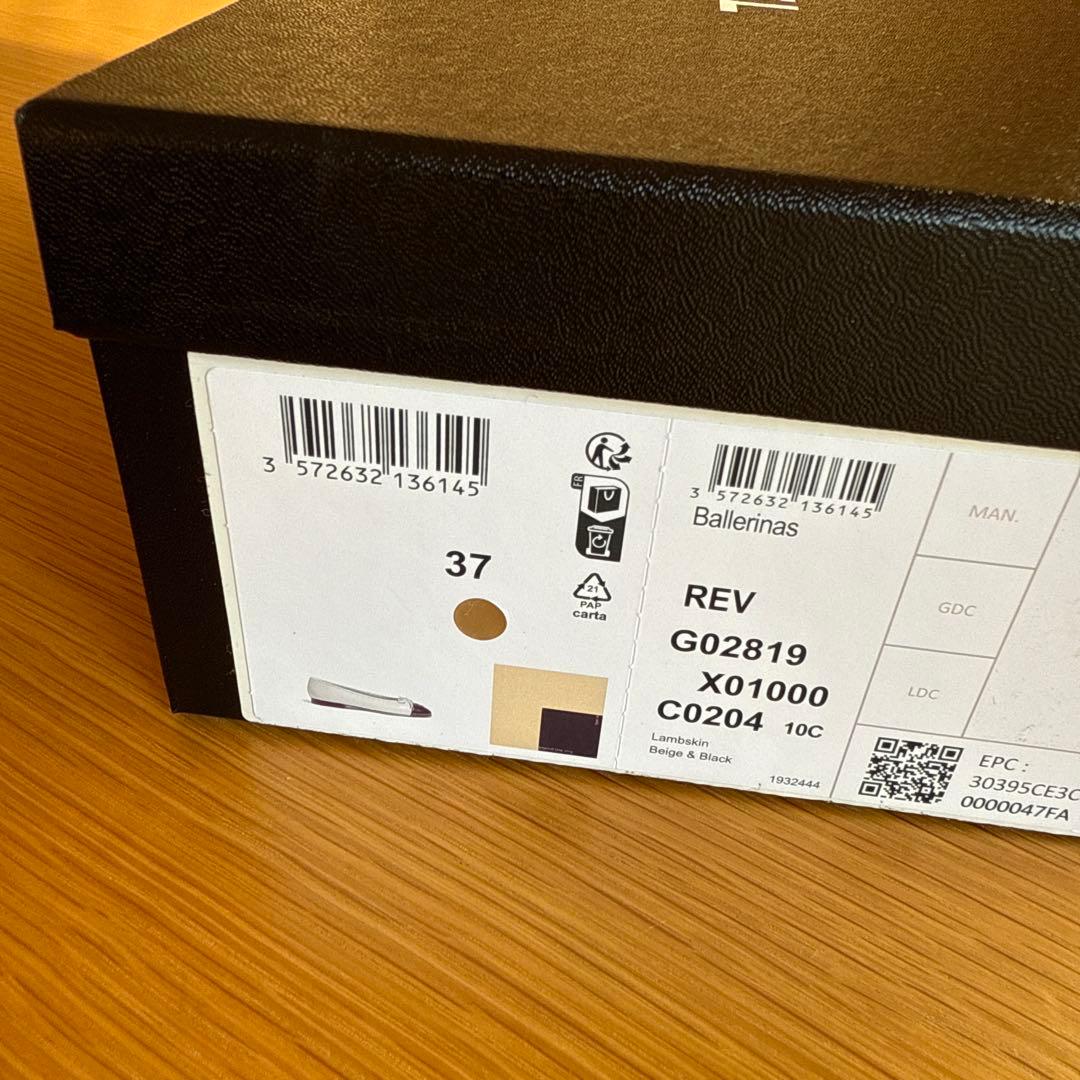 3 572632 136145
FR
37
21
PAP
carta
3 572632 136145
Ballerinas
REV
G02819
X01000
C0204 10C
Lambskin
Beige & Black
1932444
MAN.
GDC
LDC
EPC :
30395CE3C
0000047FA